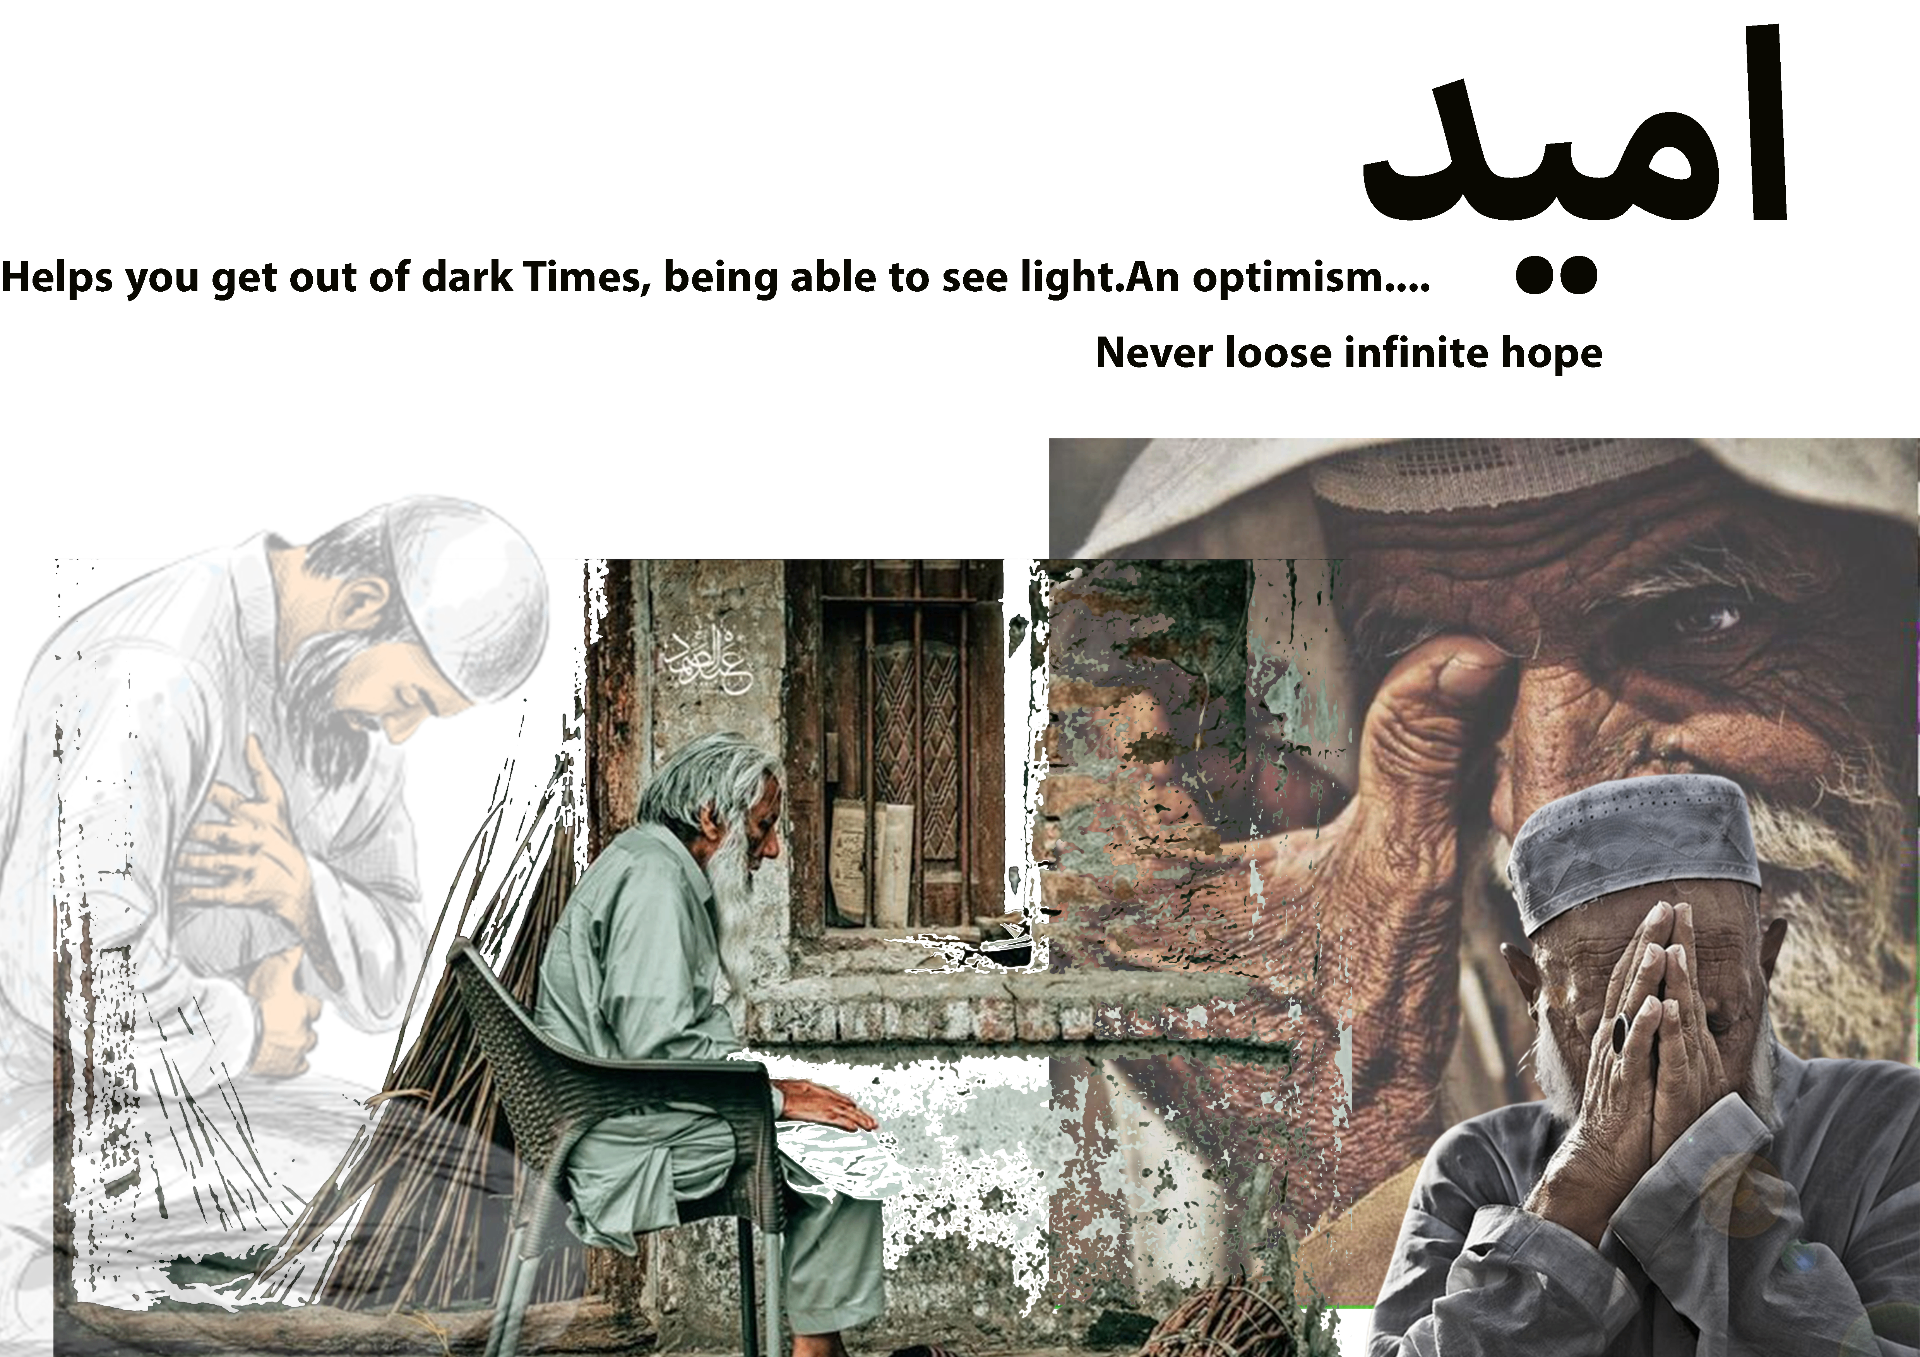 امید
Helps you get out of dark Times, being able to see light.An optimism....
Never loose infinite hope